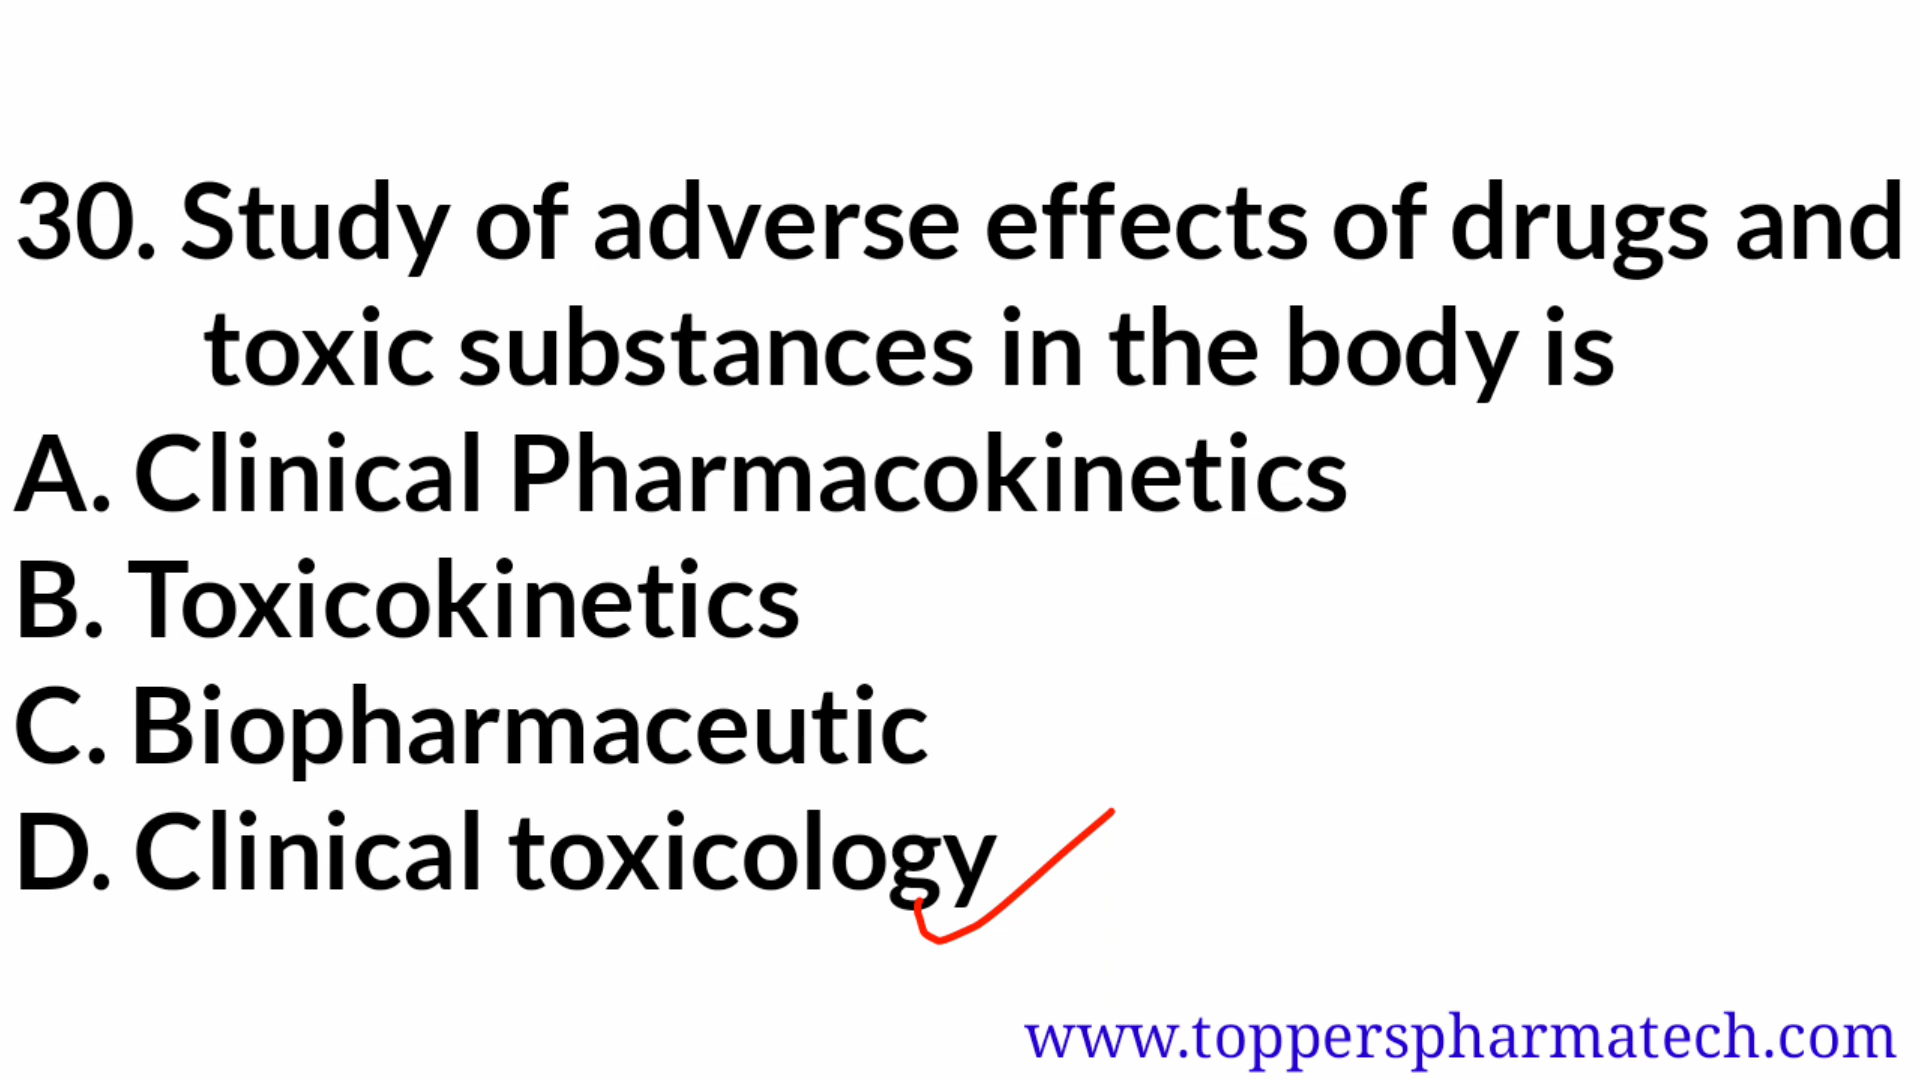 30. Study of adverse effects of drugs and
toxic substances in the body is
A. Clinical Pharmacokinetics
B. Toxicokinetics
C. Biopharmaceutic
D. Clinical toxicology
www.topperspharmatech.com